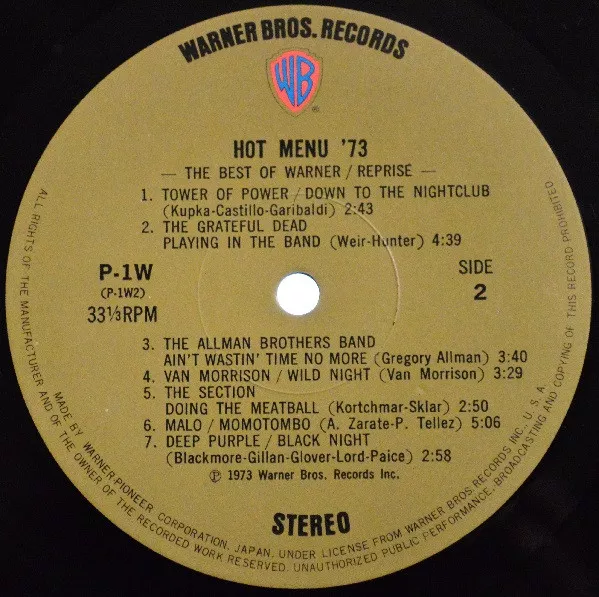 WARNER BROS. RECORDS
WB
®
HOT MENU '73
— THE BEST OF WARNER / REPRISE —
1. TOWER OF POWER / DOWN TO THE NIGHTCLUB
(Kupka-Castillo-Garibaldi) 2:43
2. THE GRATEFUL DEAD
PLAYING IN THE BAND (Weir-Hunter) 4:39
P-1W
(P-1W2)
33⅓RPM
SIDE
2
3. THE ALLMAN BROTHERS BAND
AIN'T WASTIN' TIME NO MORE (Gregory Allman) 3:40
4. VAN MORRISON / WILD NIGHT (Van Morrison) 3:29
5. THE SECTION
DOING THE MEATBALL (Kortchmar-Sklar) 2:50
6. MALO / MOMOTOMBO (A. Zarate-P. Tellez) 5:06
7. DEEP PURPLE / BLACK NIGHT
(Blackmore-Gillan-Glover-Lord-Paice) 2:58
℗ 1973 Warner Bros. Records Inc.
STEREO
MADE BY WARNER-PIONEER CORPORATION, JAPAN, UNDER LICENSE FROM WARNER BROS. RECORDS INC., U.S.A.
ALL RIGHTS OF THE MANUFACTURER AND OF THE OWNER OF THE RECORDED WORK RESERVED. UNAUTHORIZED PUBLIC PERFORMANCE, BROADCASTING AND COPYING OF THIS RECORD PROHIBITED